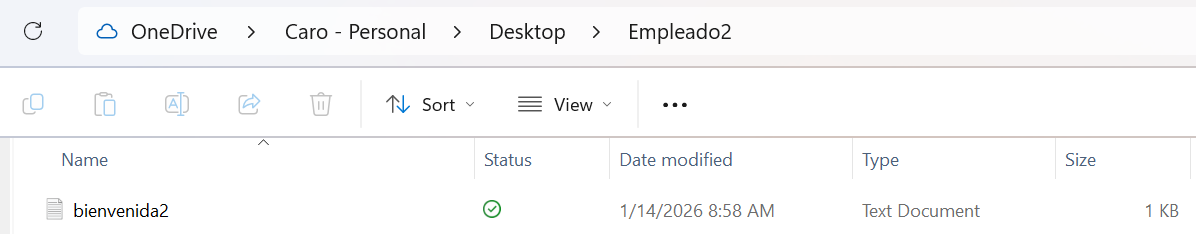 OneDrive > Caro - Personal > Desktop > Empleado2
Sort View
Name Status Date modified Type Size
bienvenida2 1/14/2026 8:58 AM Text Document 1 KB